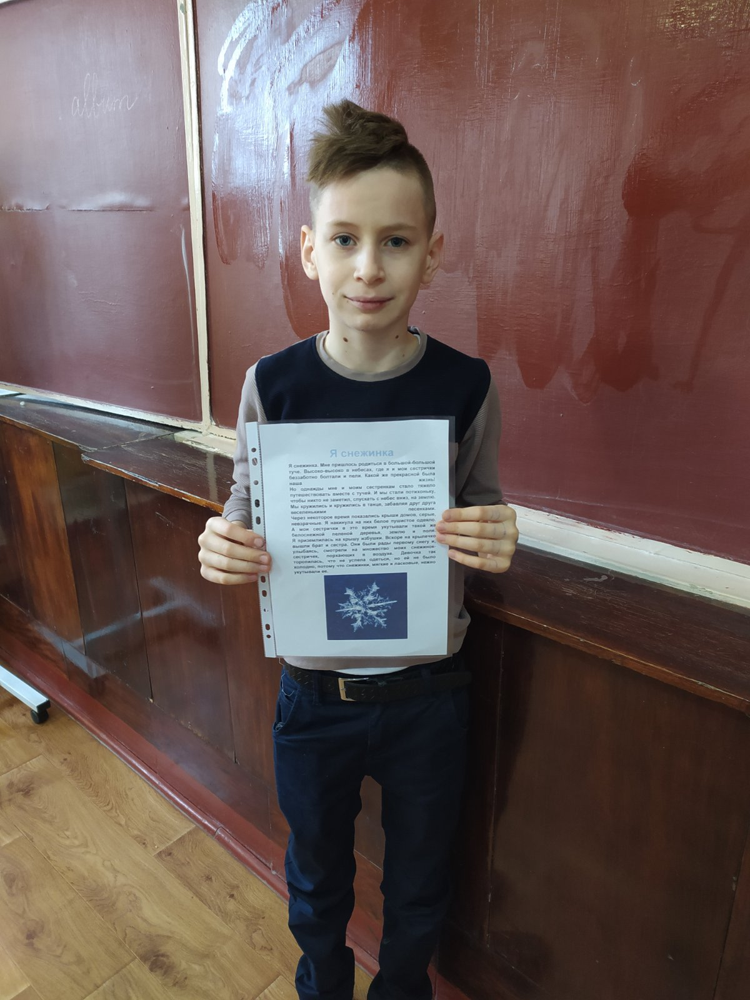 album
Я снежинка
Я снежинка. Мне пришлось родиться в большой-большой
туче. Высоко-высоко в небесах, где я и мои сестрички
беззаботно болтали и пели. Какой же прекрасной была
наша жизнь!
Но однажды мне и моим сестренкам стало тяжело
путешествовать вместе с тучей. И мы стали потихоньку,
чтобы никто не заметил, спускать с небес вниз, на землю.
Мы кружились и кружились в танце, забавляя друг друга
веселенькими песенками.
Через некоторое время показались крыши домов, серые,
невзрачные. Я накинула на них белое пушистое одеяло.
А мои сестрички в это время укутывали такой же
белоснежной пеленой деревья, землю и поля.
Я приземлилась на крышу избушки. Вскоре на крылечко
вышли брат и сестра. Они были рады первому снегу и,
улыбаясь, смотрели на множество моих снежинок-
сестричек, порхающих в воздухе. Девочка так
торопилась, что не успела одеться, но ей не было
холодно, потому что снежинки, мягкие и ласковые, нежно
укутывали ее.